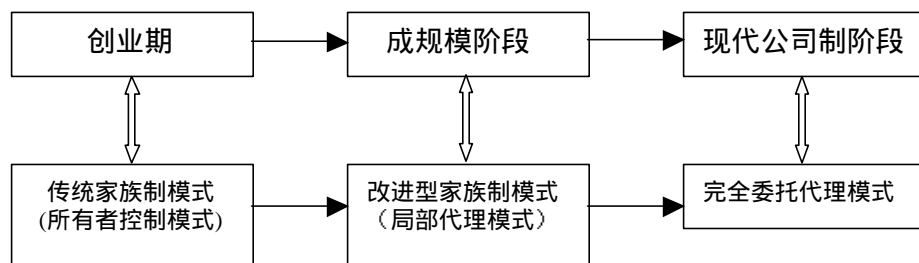 创业期
成规模阶段
现代公司制阶段
传统家族制模式
(所有者控制模式)
改进型家族制模式
（局部代理模式）
完全委托代理模式